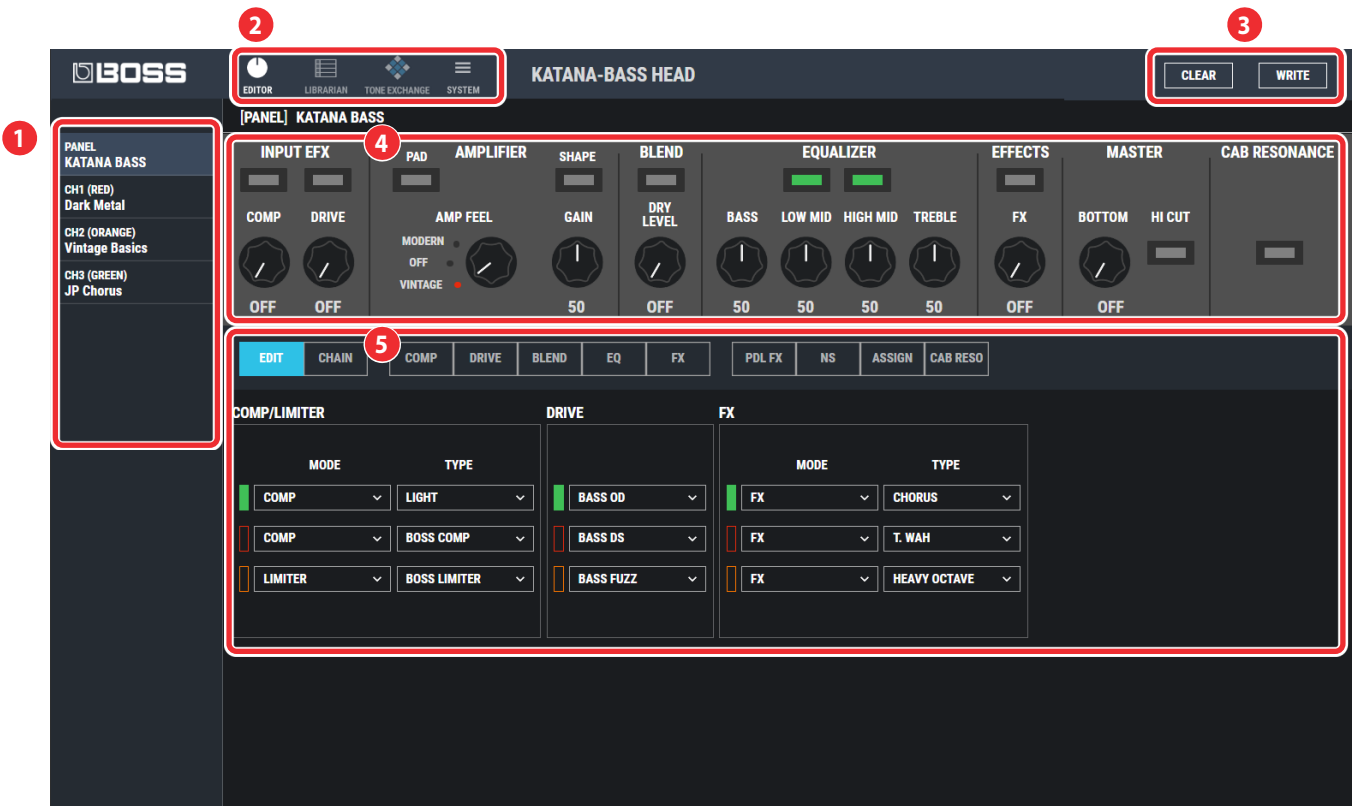 2
3
BOSS
EDITOR
LIBRARIAN
TONE EXCHANGE
SYSTEM
KATANA-BASS HEAD
CLEAR
WRITE
[PANEL] KATANA BASS
1
PANEL
KATANA BASS
CH1 (RED)
Dark Metal
CH2 (ORANGE)
Vintage Basics
CH3 (GREEN)
JP Chorus
4
INPUT EFX
PAD
AMPLIFIER
SHAPE
BLEND
EQUALIZER
EFFECTS
MASTER
CAB RESONANCE
COMP
DRIVE
AMP FEEL
GAIN
DRY
LEVEL
BASS
LOW MID
HIGH MID
TREBLE
FX
BOTTOM
HI CUT
MODERN
OFF
VINTAGE
OFF
OFF
50
OFF
50
50
50
50
OFF
OFF
5
EDIT
CHAIN
COMP
DRIVE
BLEND
EQ
FX
PDL FX
NS
ASSIGN
CAB RESO
COMP/LIMITER
DRIVE
FX
MODE
TYPE
MODE
TYPE
COMP
LIGHT
BASS OD
FX
CHORUS
COMP
BOSS COMP
BASS DS
FX
T. WAH
LIMITER
BOSS LIMITER
BASS FUZZ
FX
HEAVY OCTAVE